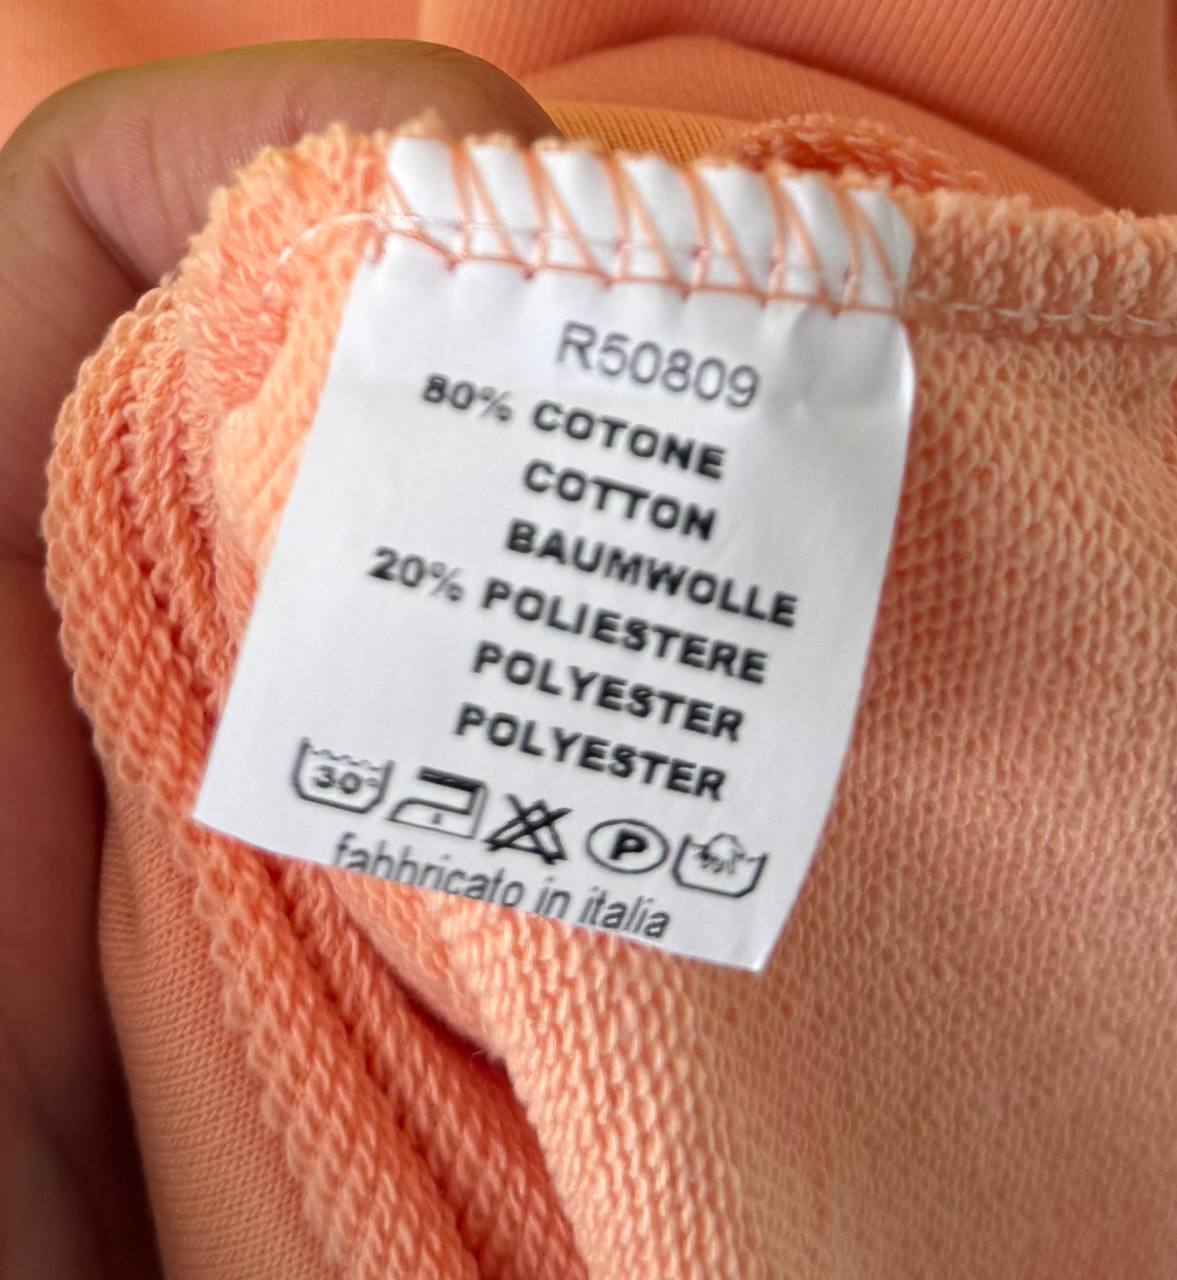 R50809
80% COTONE
COTTON
BAUMWOLLE
20% POLIESTERE
POLYESTER
POLYESTER
30° P
fabbricato in italia